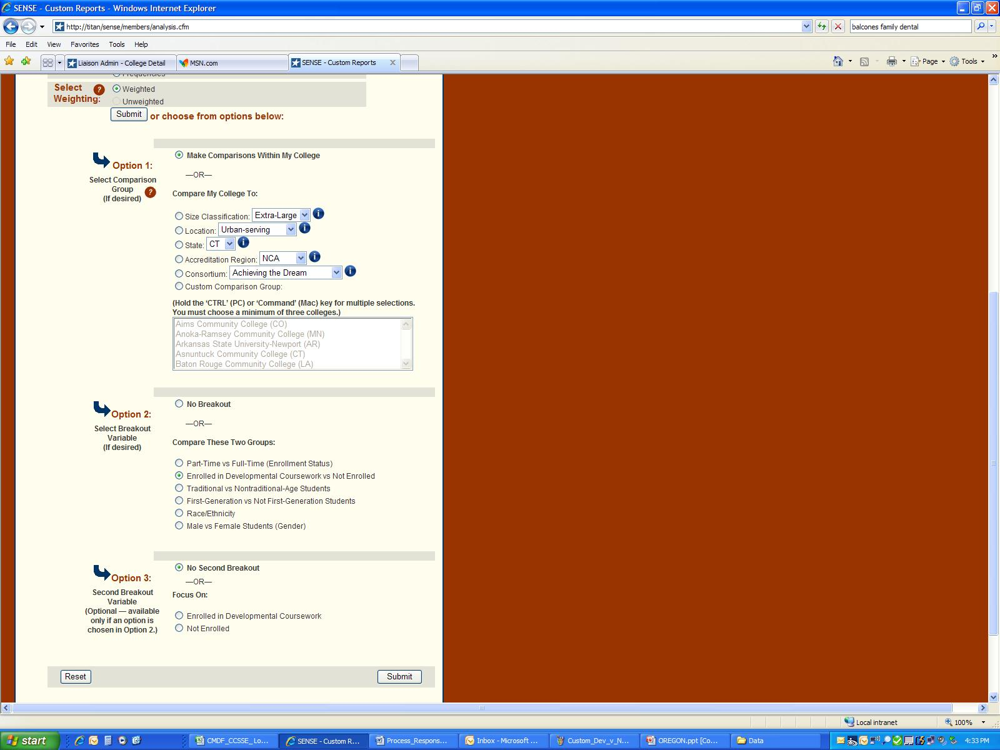 SENSE - Custom Reports - Windows Internet Explorer
http://titan/sense/members/analysis.cfm
balcones family dental
File Edit View Favorites Tools Help
Liaison Admin - College Detail
MSN.com
SENSE - Custom Reports
Page
Tools
Frequencies
Select Weighting:
Weighted
Unweighted
Submit or choose from options below:
Option 1:
Select Comparison
Group
(If desired)
Make Comparisons Within My College
—OR—
Compare My College To:
Size Classification: Extra-Large
Location: Urban-serving
State: CT
Accreditation Region: NCA
Consortium: Achieving the Dream
Custom Comparison Group:
(Hold the ‘CTRL’ (PC) or ‘Command’ (Mac) key for multiple selections.
You must choose a minimum of three colleges.)
Aims Community College (CO)
Anoka-Ramsey Community College (MN)
Arkansas State University-Newport (AR)
Asnuntuck Community College (CT)
Baton Rouge Community College (LA)
Option 2:
Select Breakout
Variable
(If desired)
No Breakout
—OR—
Compare These Two Groups:
Part-Time vs Full-Time (Enrollment Status)
Enrolled in Developmental Coursework vs Not Enrolled
Traditional vs Nontraditional-Age Students
First-Generation vs Not First-Generation Students
Race/Ethnicity
Male vs Female Students (Gender)
Option 3:
Second Breakout
Variable
(Optional — available
only if an option is
chosen in Option 2.)
No Second Breakout
—OR—
Focus On:
Enrolled in Developmental Coursework
Not Enrolled
Reset
Submit
Local intranet
100%
start
CMDF_CCSSE_ Lo...
SENSE - Custom R...
Process_Respons...
Inbox - Microsoft ...
Custom_Dev_v_N...
OREGON.ppt [Co...
Data
4:33 PM